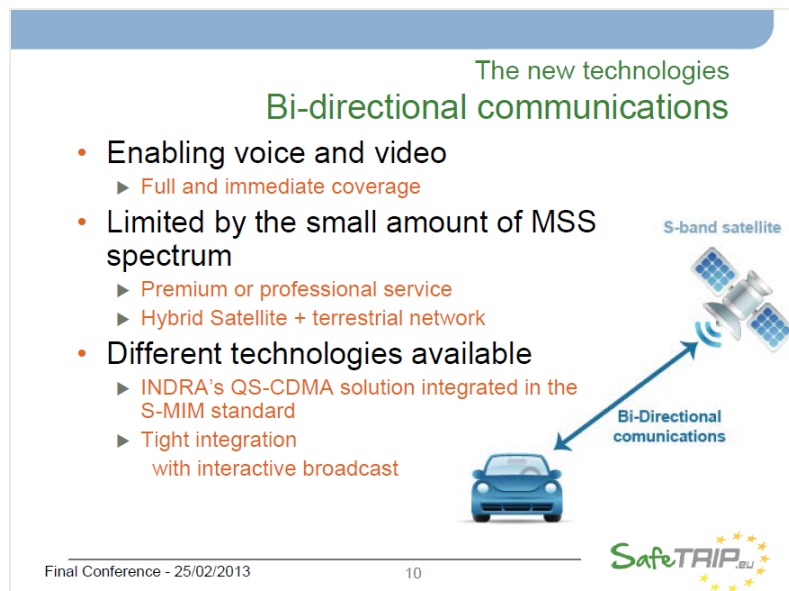 The new technologies
Bi-directional communications
• Enabling voice and video
▶ Full and immediate coverage
• Limited by the small amount of MSS
spectrum
▶ Premium or professional service
▶ Hybrid Satellite + terrestrial network
• Different technologies available
▶ INDRA's QS-CDMA solution integrated in the
S-MIM standard
▶ Tight integration
with interactive broadcast
S-band satellite
Bi-Directional
comunications
Final Conference - 25/02/2013
10
SafeTRIP.eu